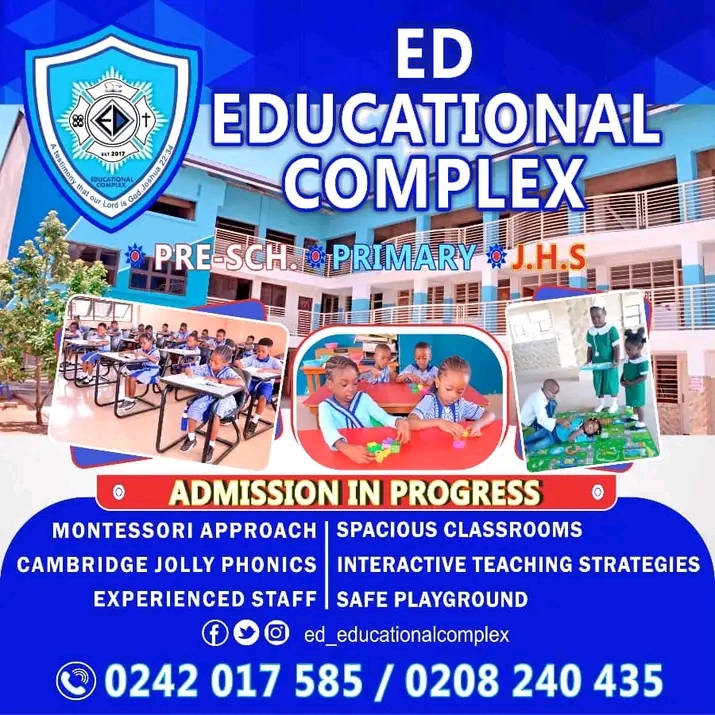 ED
EDUCATIONAL
COMPLEX
ED
EST 2017
EDUCATIONAL
COMPLEX
A testimony that our Lord is God Joshua 22:34
PRE-SCH. PRIMARY J.H.S
ADMISSION IN PROGRESS
MONTESSORI APPROACH | SPACIOUS CLASSROOMS
CAMBRIDGE JOLLY PHONICS | INTERACTIVE TEACHING STRATEGIES
EXPERIENCED STAFF | SAFE PLAYGROUND
ed_educationalcomplex
0242 017 585 / 0208 240 435